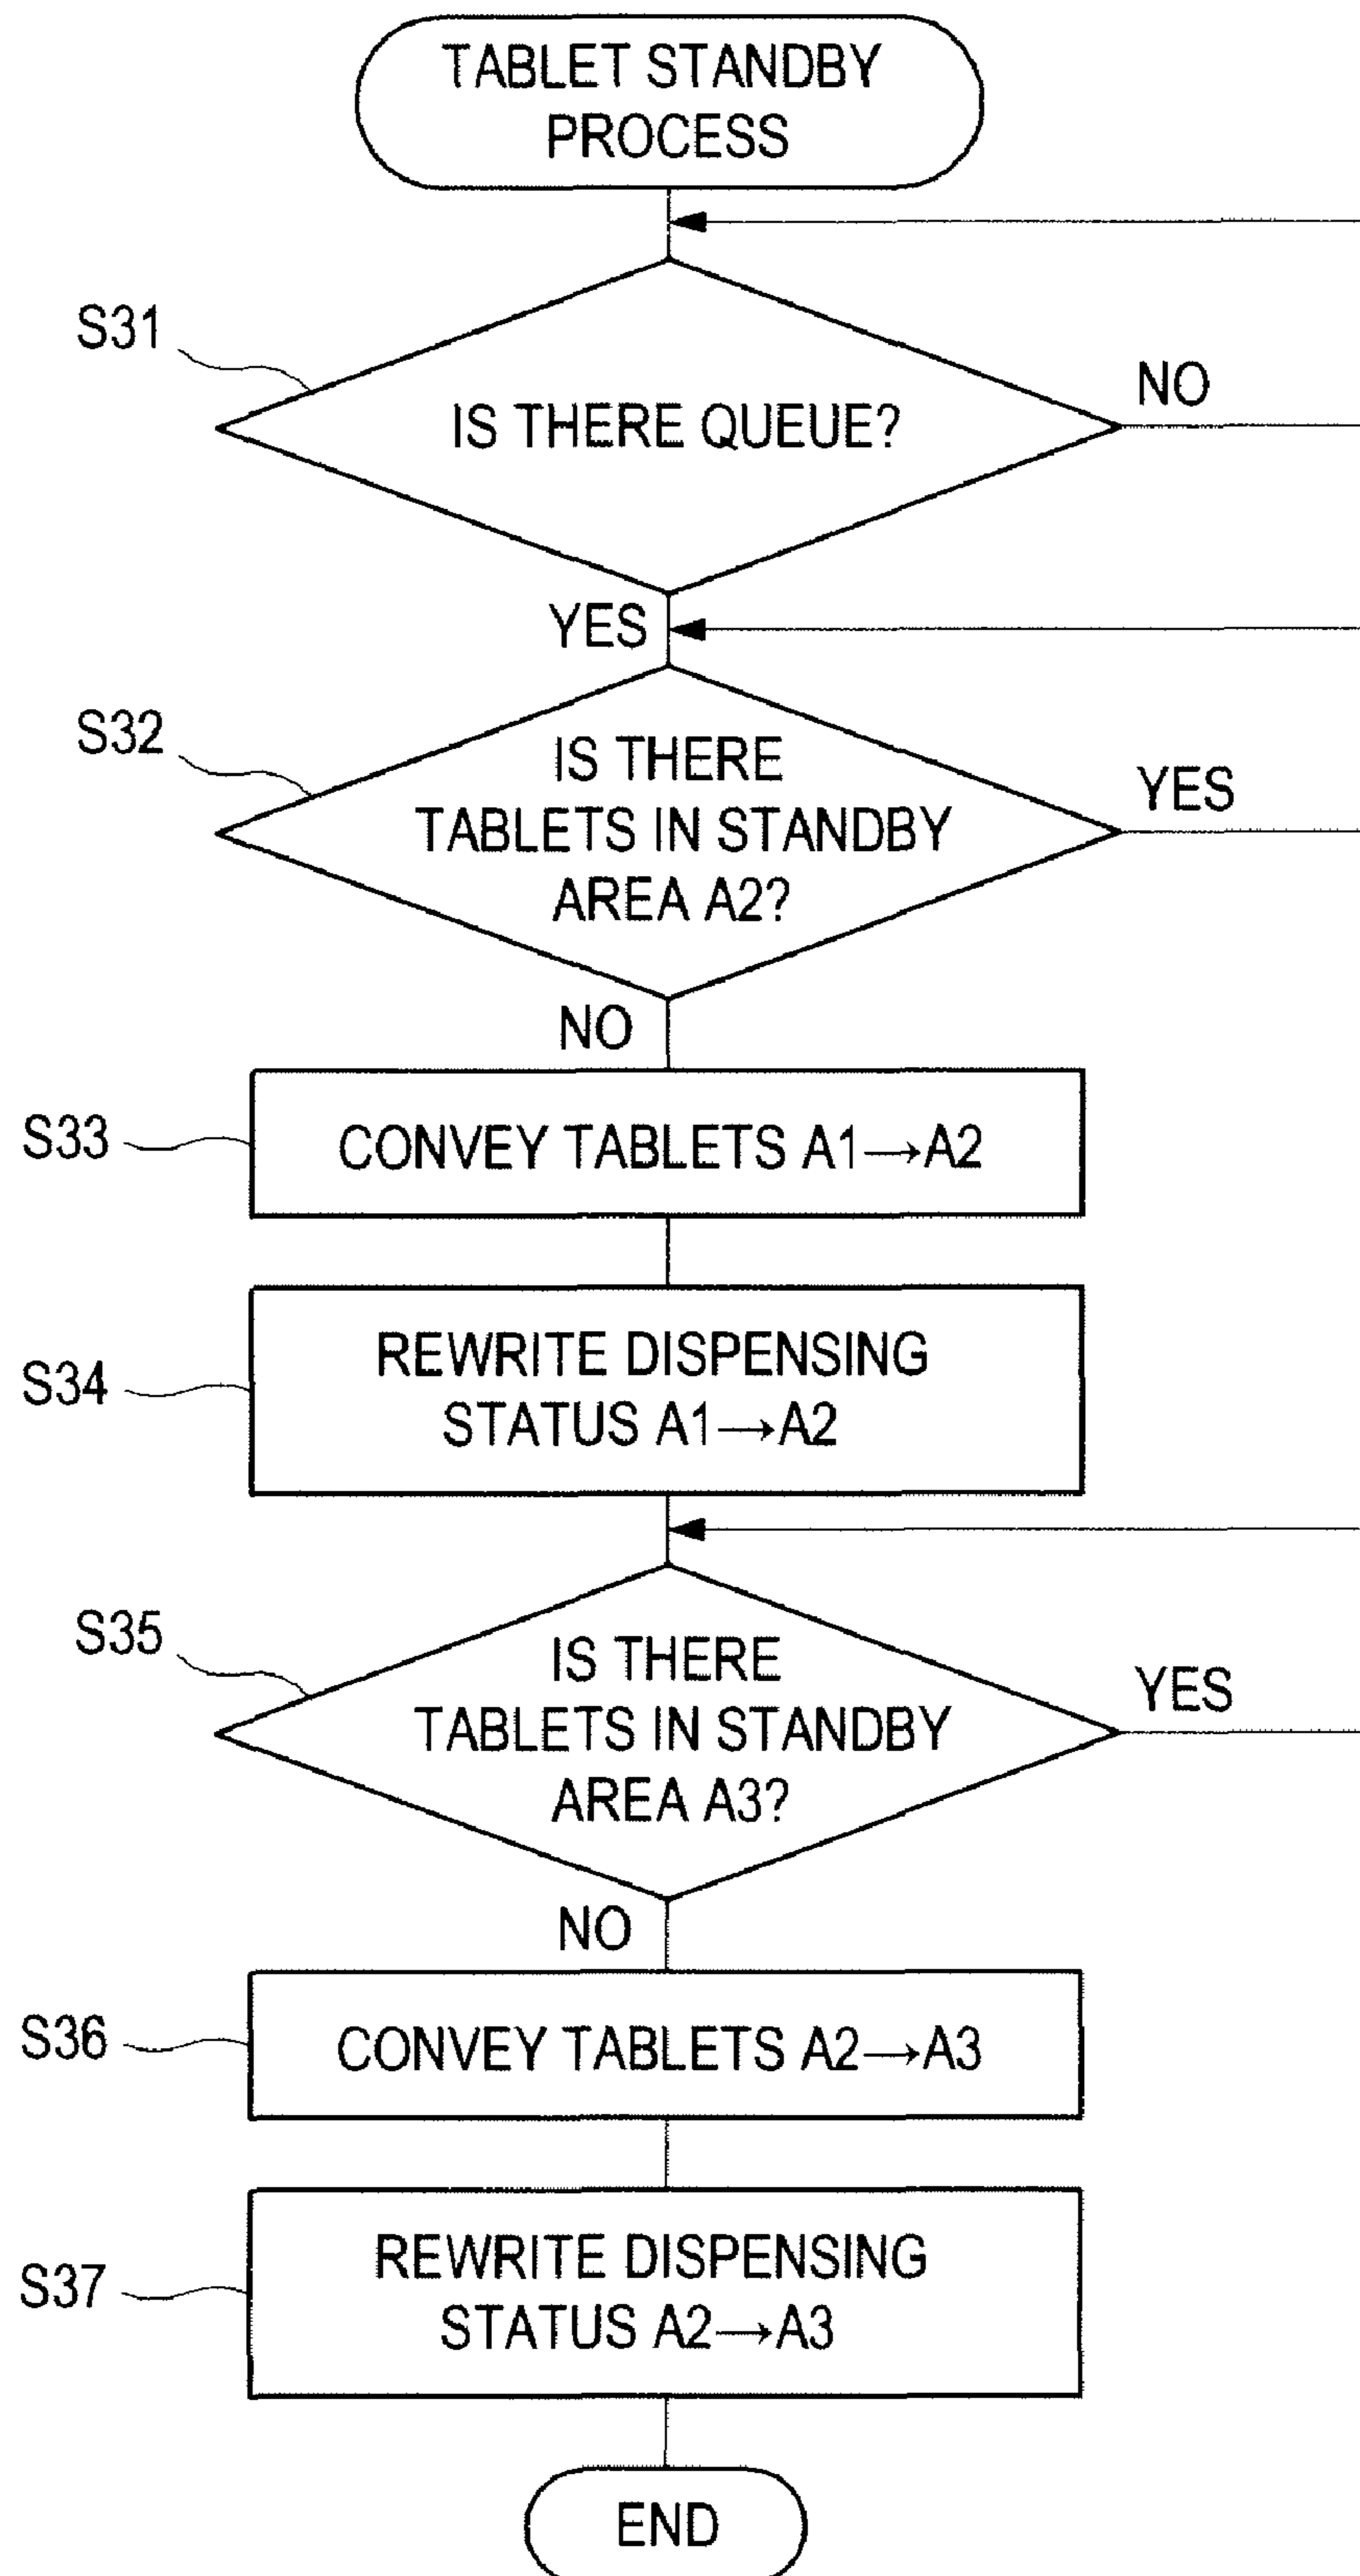 TABLET STANDBY
PROCESS
S31
IS THERE QUEUE?
NO
YES
S32
IS THERE
TABLETS IN STANDBY
AREA A2?
YES
NO
S33
CONVEY TABLETS A1→A2
S34
REWRITE DISPENSING
STATUS A1→A2
S35
IS THERE
TABLETS IN STANDBY
AREA A3?
YES
NO
S36
CONVEY TABLETS A2→A3
S37
REWRITE DISPENSING
STATUS A2→A3
END